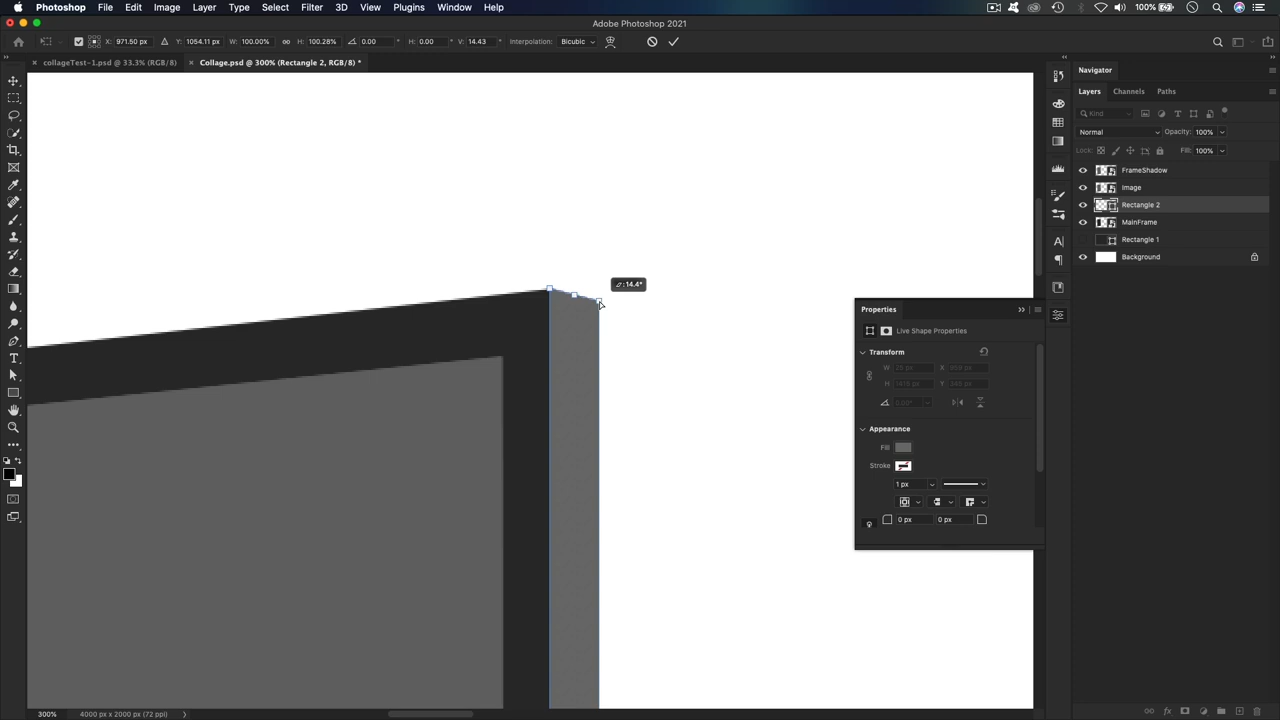 Photoshop File Edit Image Layer Type Select Filter 3D View Plugins Window Help 100%
Adobe Photoshop 2021
X: 971.50 px Y: 1054.11 px W: 100.00% H: 100.28% 0.00 ° H: 0.00 ° V: 14.43 ° Interpolation: Bicubic
collageTest-1.psd @ 33.3% (RGB/8) Collage.psd @ 300% (Rectangle 2, RGB/8) *
Navigator
Layers Channels Paths
Kind
Normal Opacity: 100%
Lock: Fill: 100%
FrameShadow
Image
Rectangle 2
MainFrame
Rectangle 1
Background
:14.4°
Properties
Live Shape Properties
Transform
W X
H Y
Appearance
Fill
Stroke
1 px
0 px 0 px
300% 4000 px x 2000 px (72 ppi)